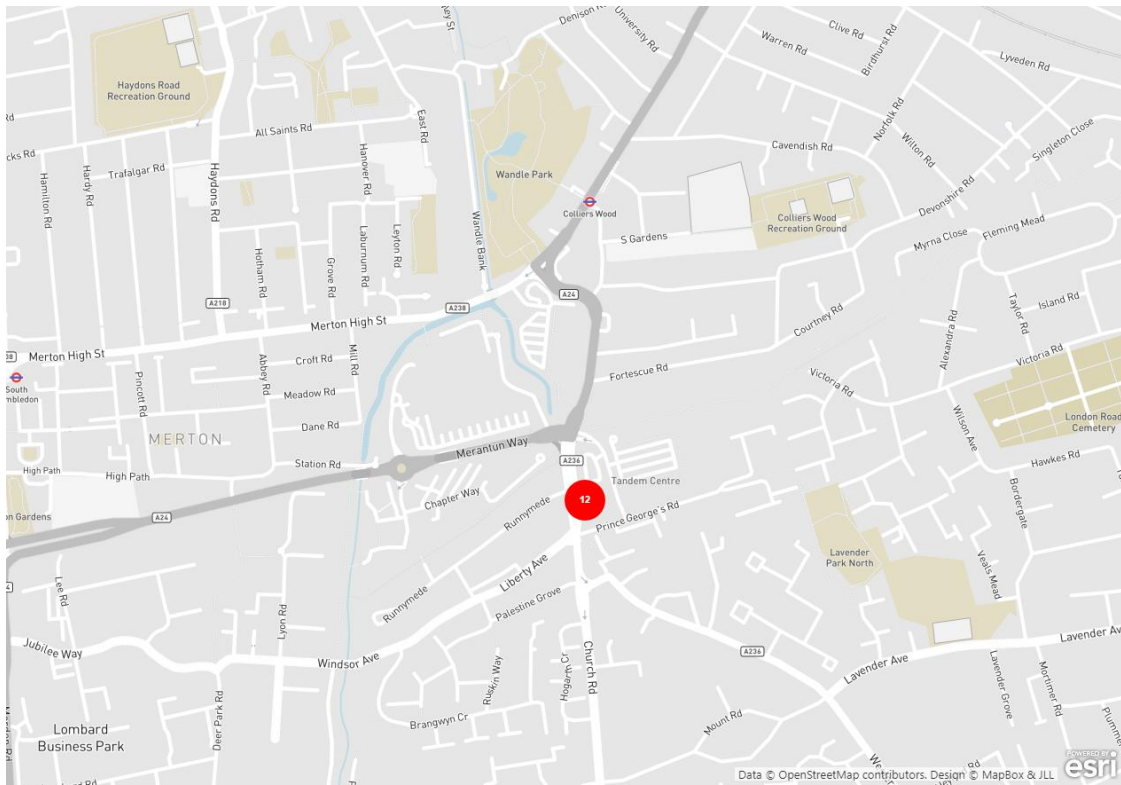 Denison Rd
University Rd
Warren Rd
Clive Rd
Birdhurst Rd
Lyveden Rd
Haydons Road
Recreation Ground
East Rd
All Saints Rd
Norfolk Rd
Singleton Close
Cavendish Rd
Wilton Rd
Hanover Rd
Trafalgar Rd
Hardy Rd
Hamilton Rd
Haydons Rd
Wandle Park
Devonshire Rd
Colliers Wood
Colliers Wood
Recreation Ground
Fleming Mead
Laburnum Rd
Leyton Rd
Wandle Bank
S Gardens
Myrna Close
Hotham Rd
Grove Rd
A24
A218
A238
Island Rd
Taylor Rd
Merton High St
Courtney Rd
Alexandra Rd
Merton High St
Croft Rd
Mill Rd
Abbey Rd
Victoria Rd
Fortescue Rd
Victoria Rd
South
Pincott Rd
Meadow Rd
London Road
Cemetery
MERTON
Dane Rd
Wilson Ave
Merantun Way
Station Rd
A236
Hawkes Rd
High Path
High Path
Tandem Centre
Chapter Way
12
Bordergate
A24
Runnymede
Prince George's Rd
Lavender
Park North
Veals Mead
Lee Rd
Liberty Ave
Runnymede
Palestine Grove
Lyon Rd
Lavender Ave
Jubilee Way
Windsor Ave
A236
Church Rd
Hogarth Cr
Ruskin Way
Lavender Ave
Lavender Grove
Mortimer Rd
Deer Park Rd
Brangwyn Cr
Mount Rd
Lombard
Business Park
POWERED BY
esri
Data © OpenStreetMap contributors. Design © MapBox & JLL